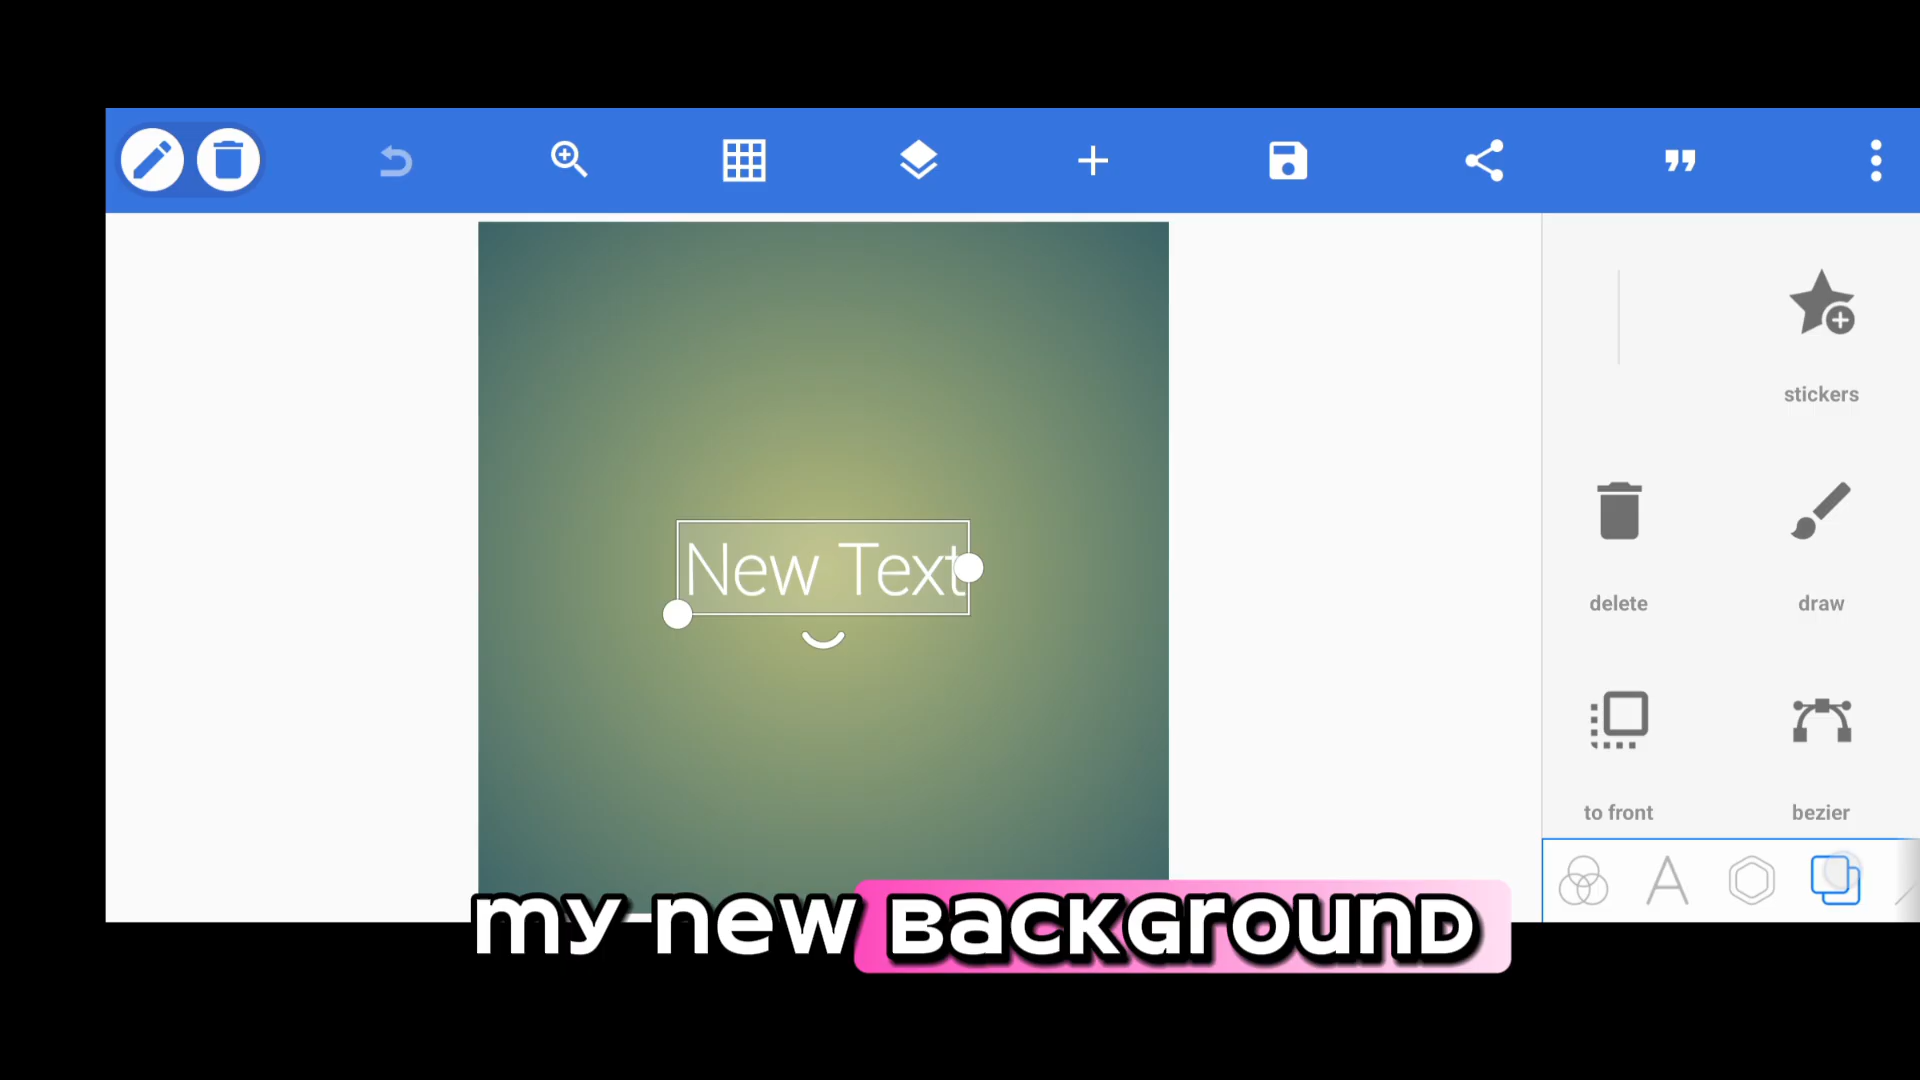 stickers
New Text
delete
draw
to front
bezier
my new Background